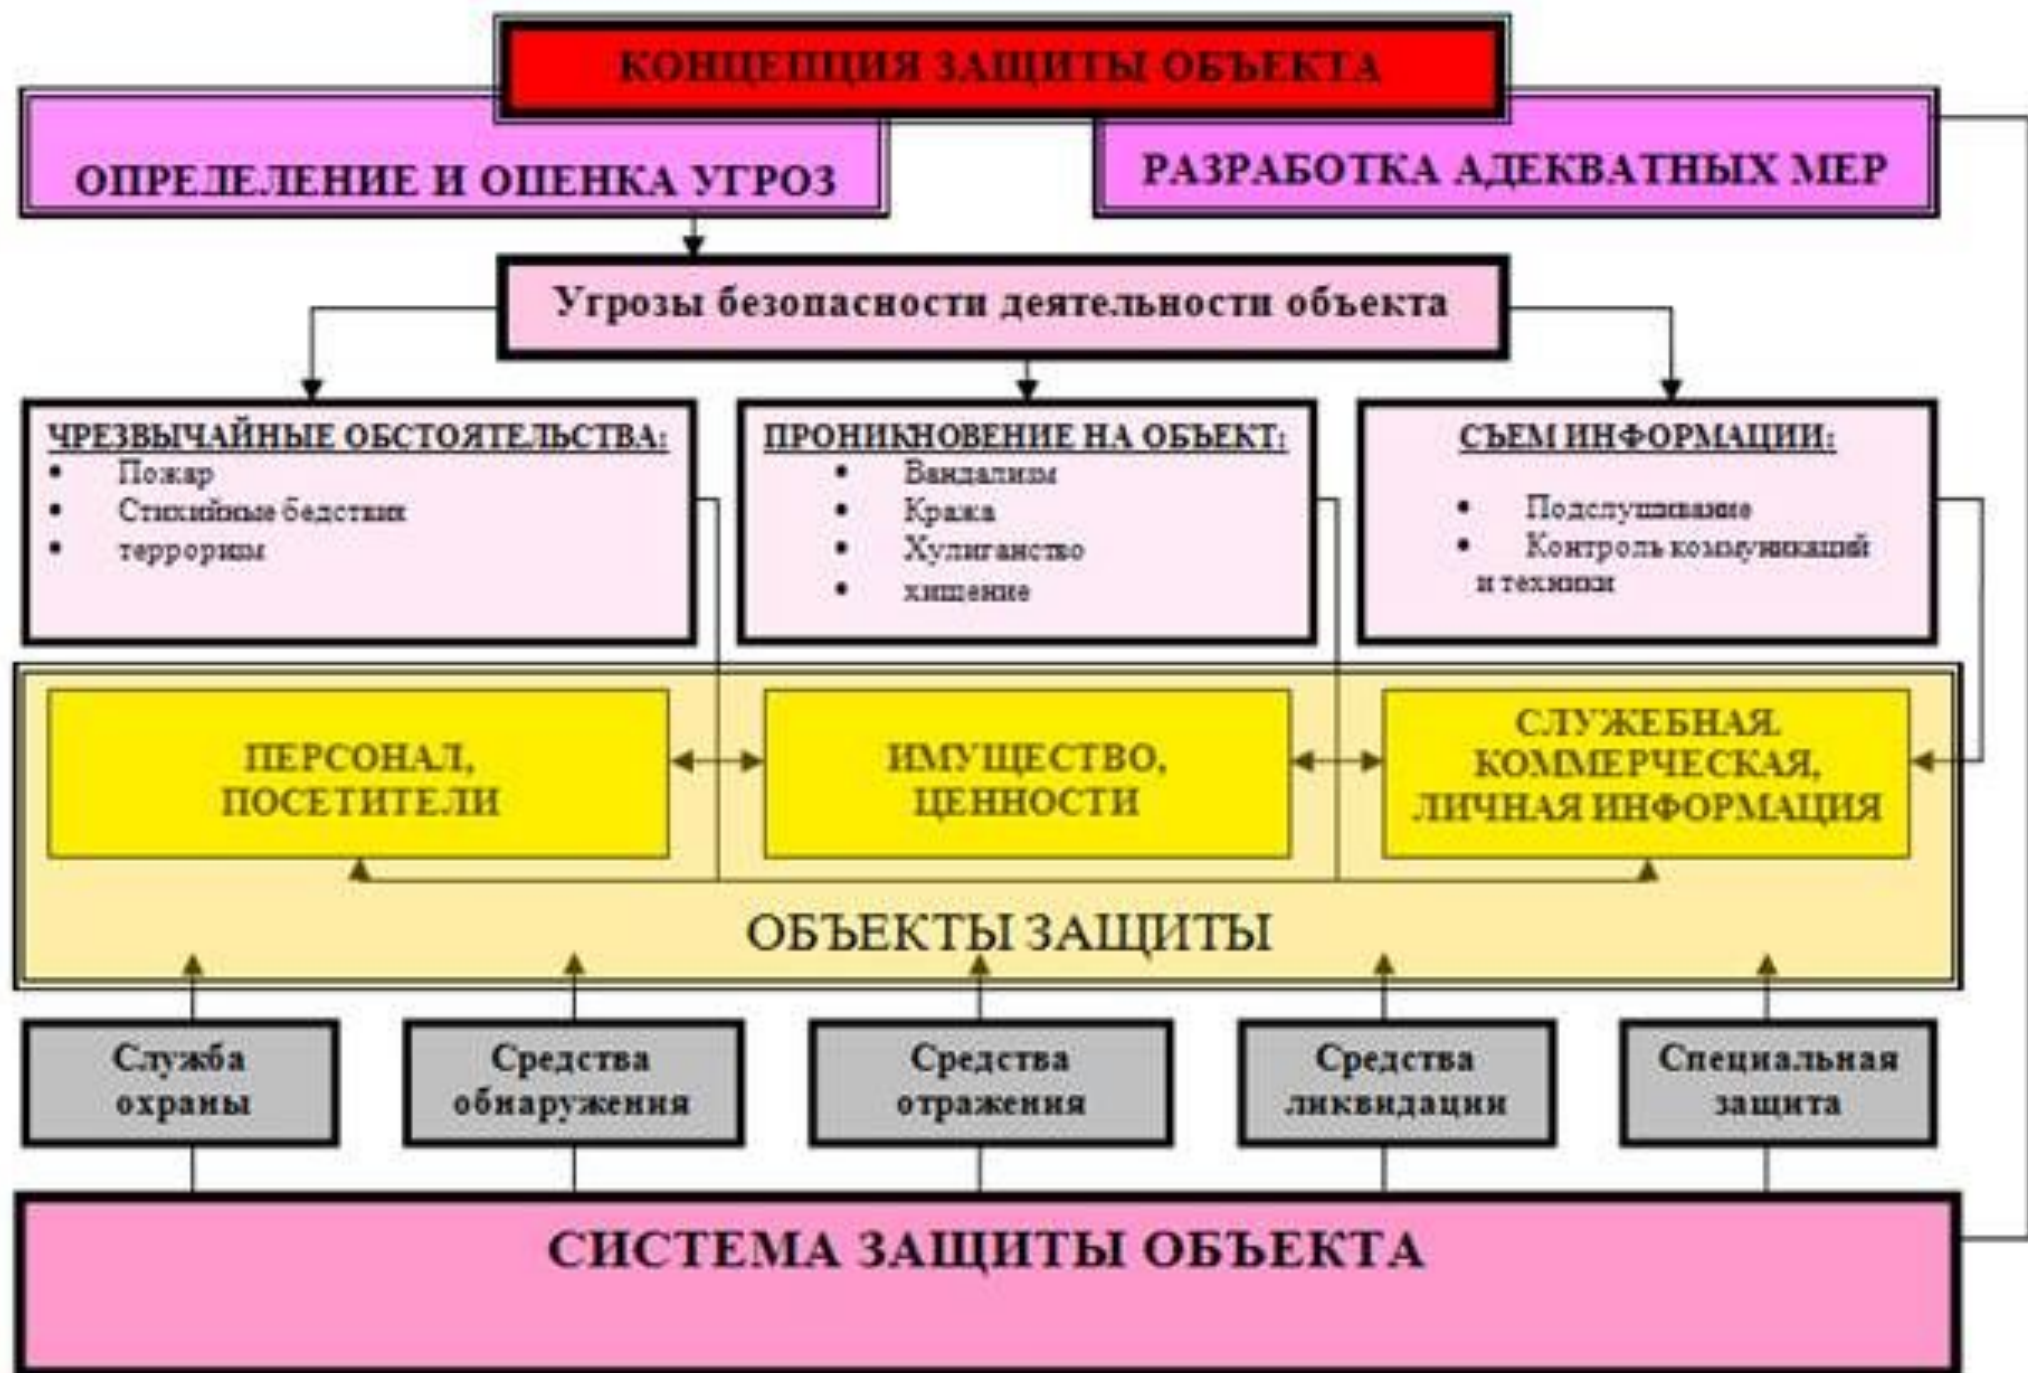 КОНЦЕПЦИЯ ЗАЩИТЫ ОБЪЕКТА
ОПРЕДЕЛЕНИЕ И ОЦЕНКА УГРОЗ
РАЗРАБОТКА АДЕКВАТНЫХ МЕР
Угрозы безопасности деятельности объекта
ЧРЕЗВЫЧАЙНЫЕ ОБСТОЯТЕЛЬСТВА:
• Пожар
• Стихийные бедствия
• терроризм
ПРОНИКНОВЕНИЕ НА ОБЪЕКТ:
• Вандализм
• Кража
• Хулиганство
• хищение
СЪЕМ ИНФОРМАЦИИ:
• Подслушивание
• Контроль коммуникаций
и техники
ПЕРСОНАЛ,
ПОСЕТИТЕЛИ
ИМУЩЕСТВО,
ЦЕННОСТИ
СЛУЖЕБНАЯ.
КОММЕРЧЕСКАЯ,
ЛИЧНАЯ ИНФОРМАЦИЯ
ОБЪЕКТЫ ЗАЩИТЫ
Служба
охраны
Средства
обнаружения
Средства
отражения
Средства
ликвидации
Специальная
защита
СИСТЕМА ЗАЩИТЫ ОБЪЕКТА